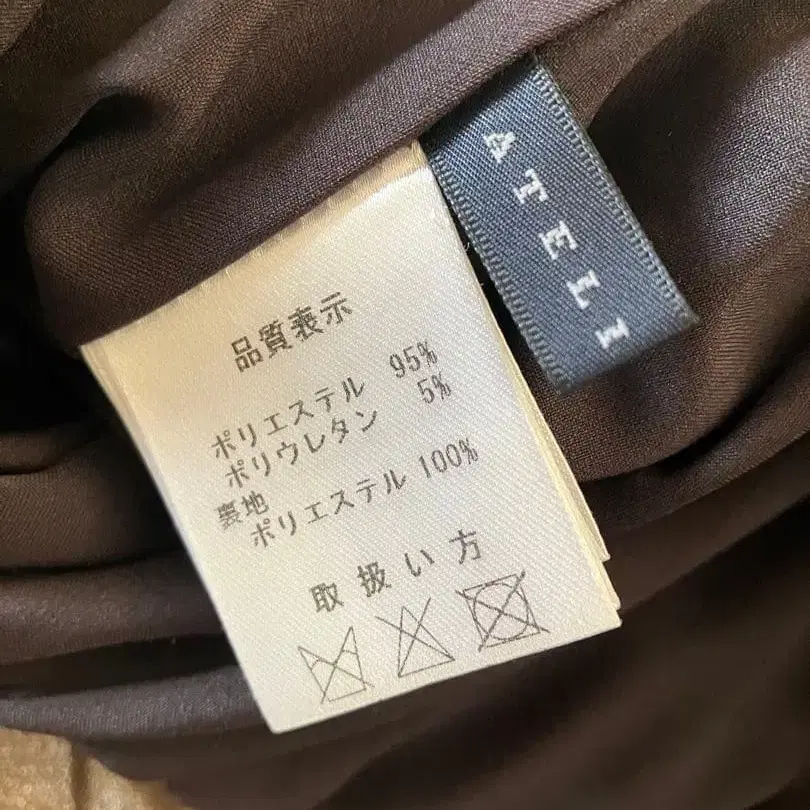 品質表示
ポリエステル 95%
ポリウレタン 5%
裏地
ポリエステル 100%
取扱い方
ATELI